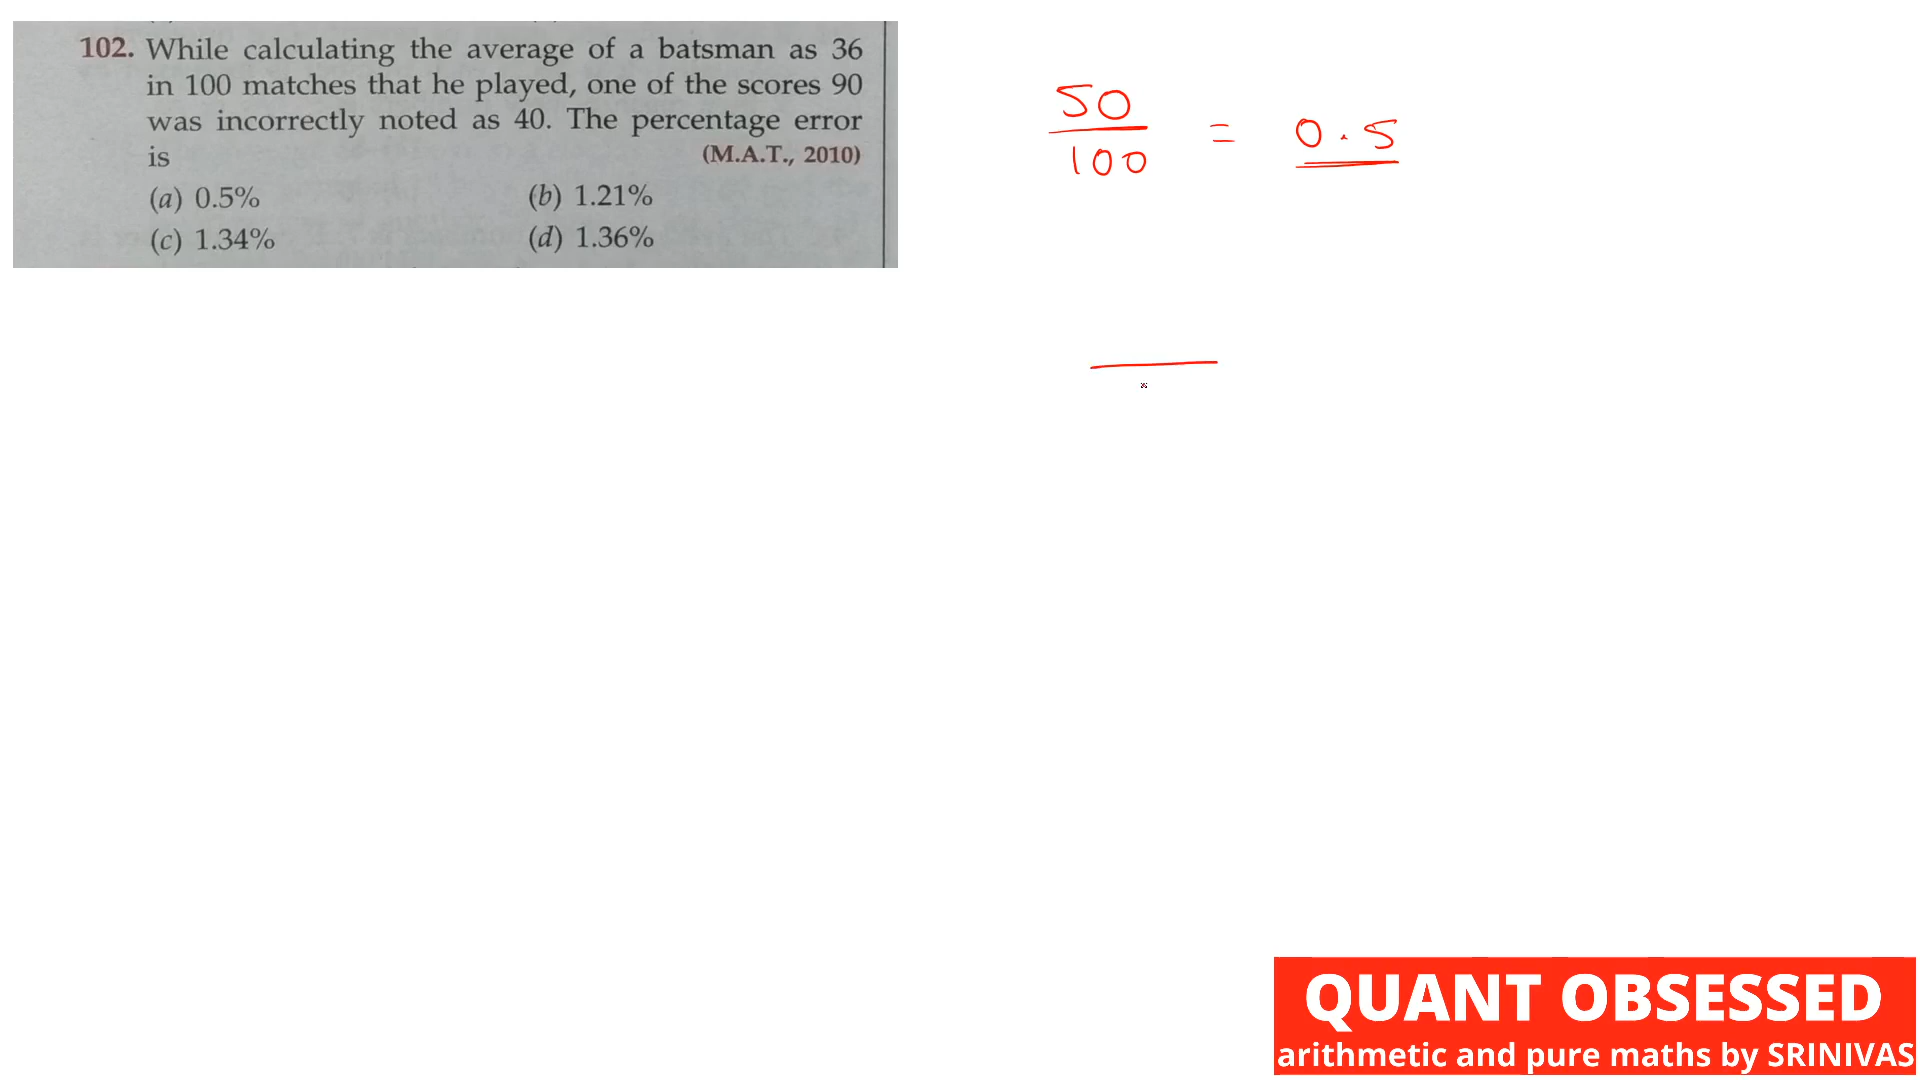 102. While calculating the average of a batsman as 36
in 100 matches that he played, one of the scores 90
was incorrectly noted as 40. The percentage error
is (M.A.T., 2010)
(a) 0.5% (b) 1.21%
(c) 1.34% (d) 1.36%
50
100
= 0.5
QUANT OBSESSED
arithmetic and pure maths by SRINIVAS